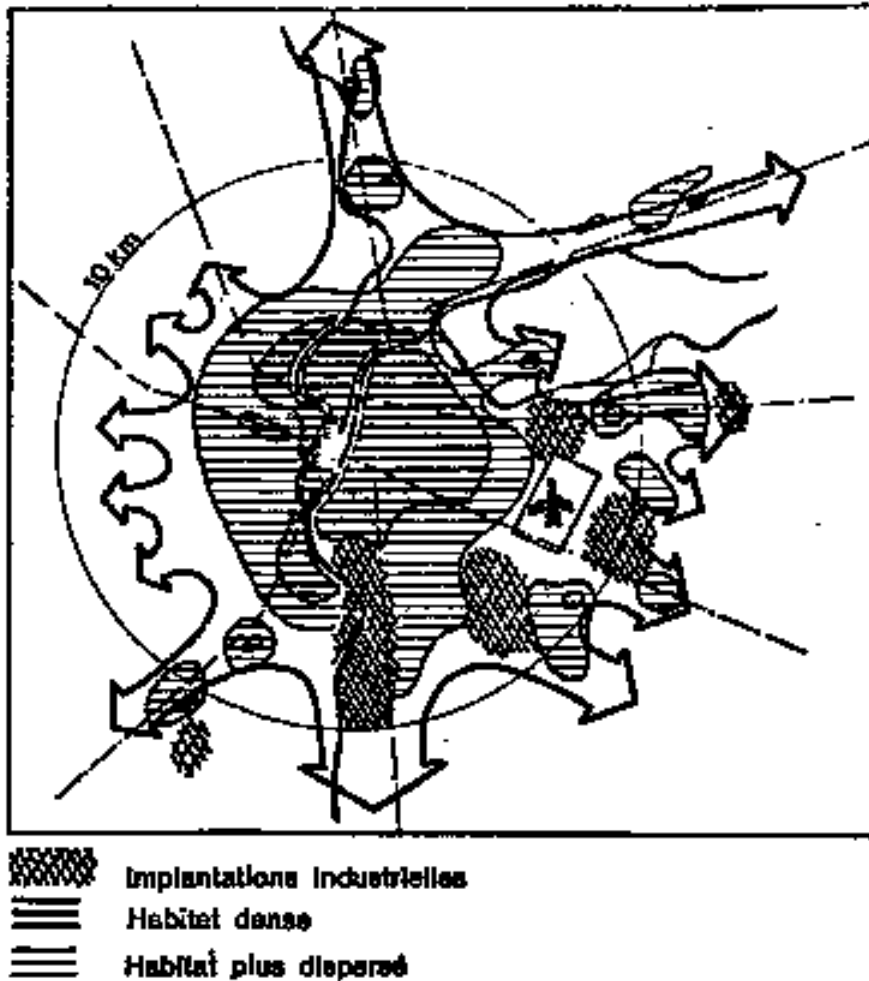 10 km
Implantations industrielles
Habitat dense
Habitat plus dispersé